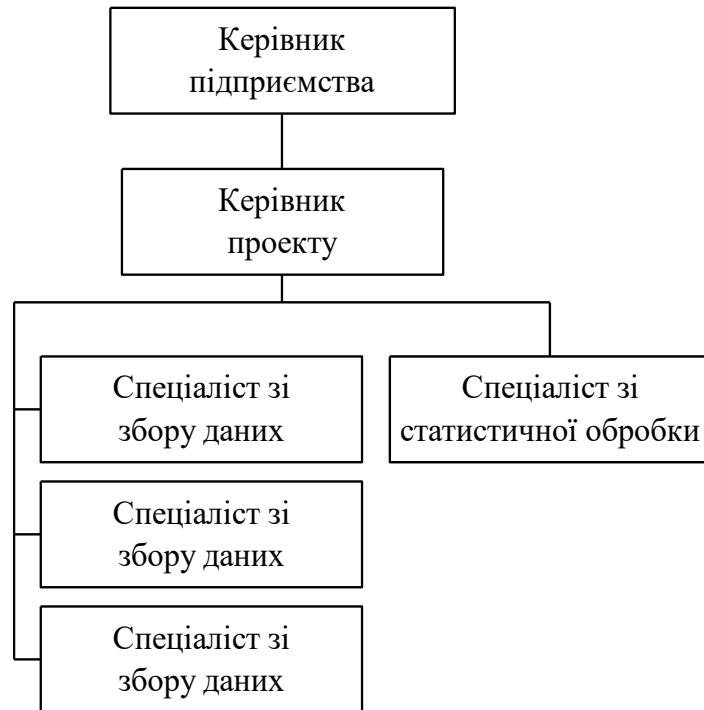 Керівник
підприємства
Керівник
проекту
Спеціаліст зі
збору даних
Спеціаліст зі
статистичної обробки
Спеціаліст зі
збору даних
Спеціаліст зі
збору даних